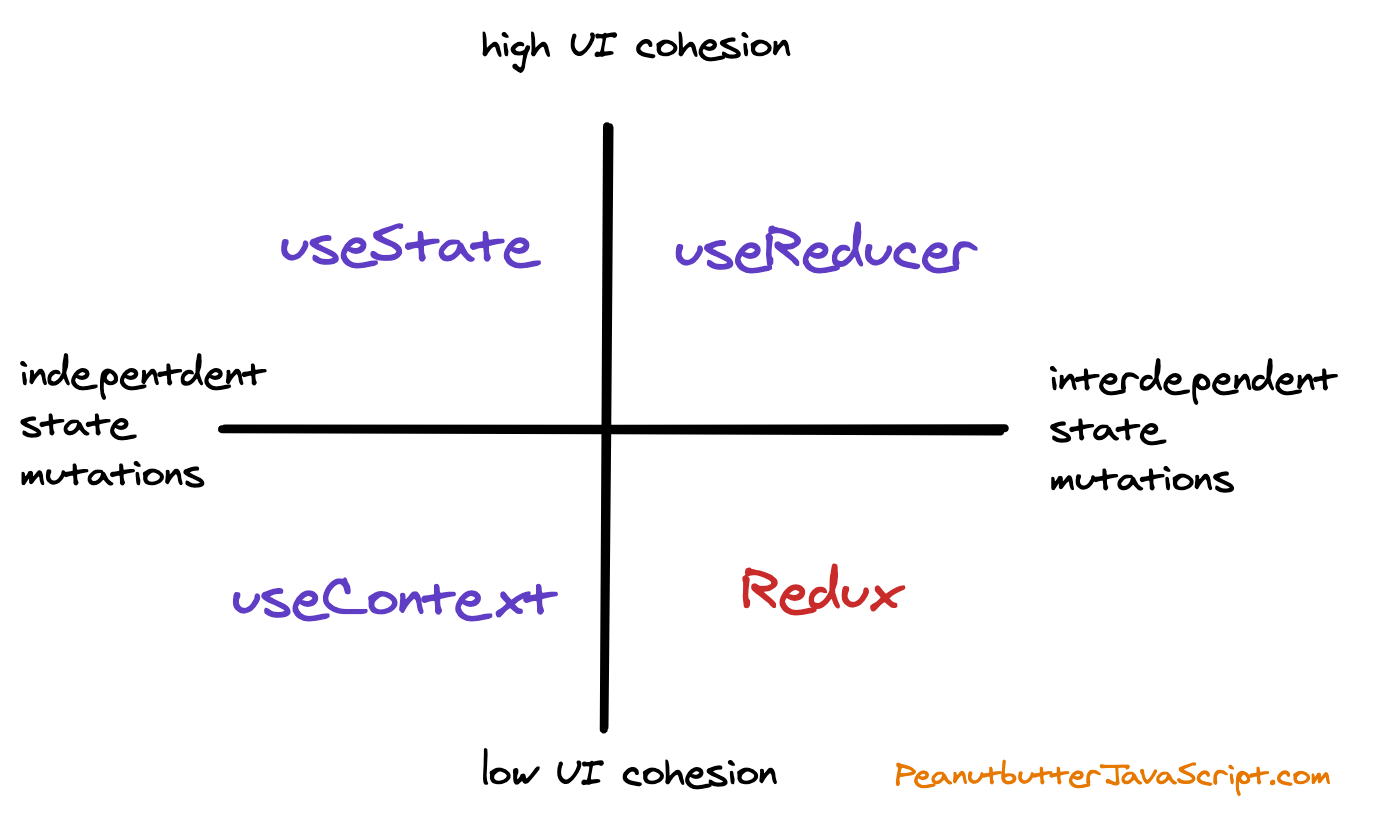 high UI cohesion
useState
useReducer
indepentdent
state
mutations
interdependent
state
mutations
useContext
Redux
low UI cohesion
PeanutbutterJavaScript.com